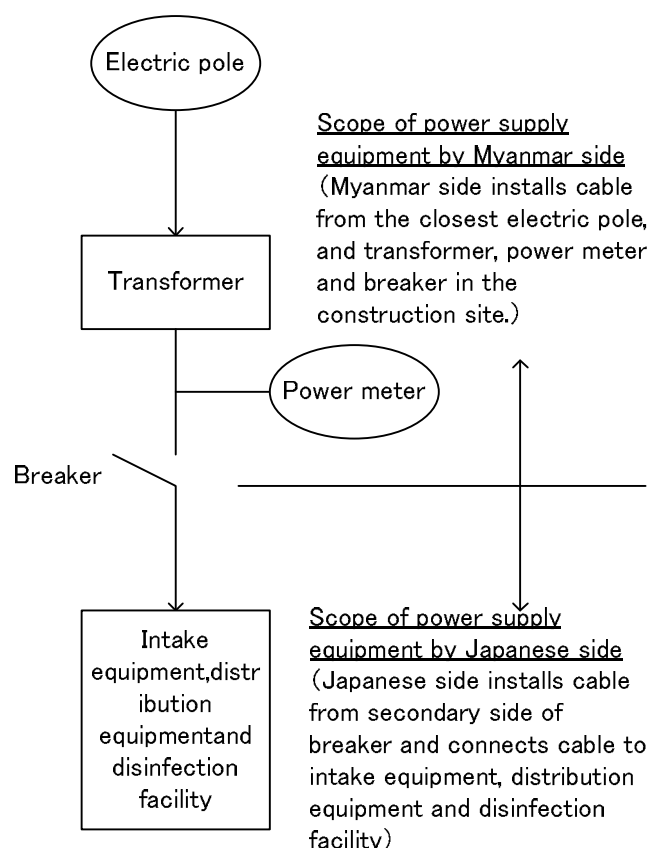 Electric pole
Scope of power supply
equipment by Myanmar side
(Myanmar side installs cable
from the closest electric pole,
and transformer, power meter
and breaker in the
construction site.)
Transformer
Power meter
Breaker
Intake
equipment,distr
ibution
equipmentand
disinfection
facility
Scope of power supply
equipment by Japanese side
(Japanese side installs cable
from secondary side of
breaker and connects cable to
intake equipment, distribution
equipment and disinfection
facility)